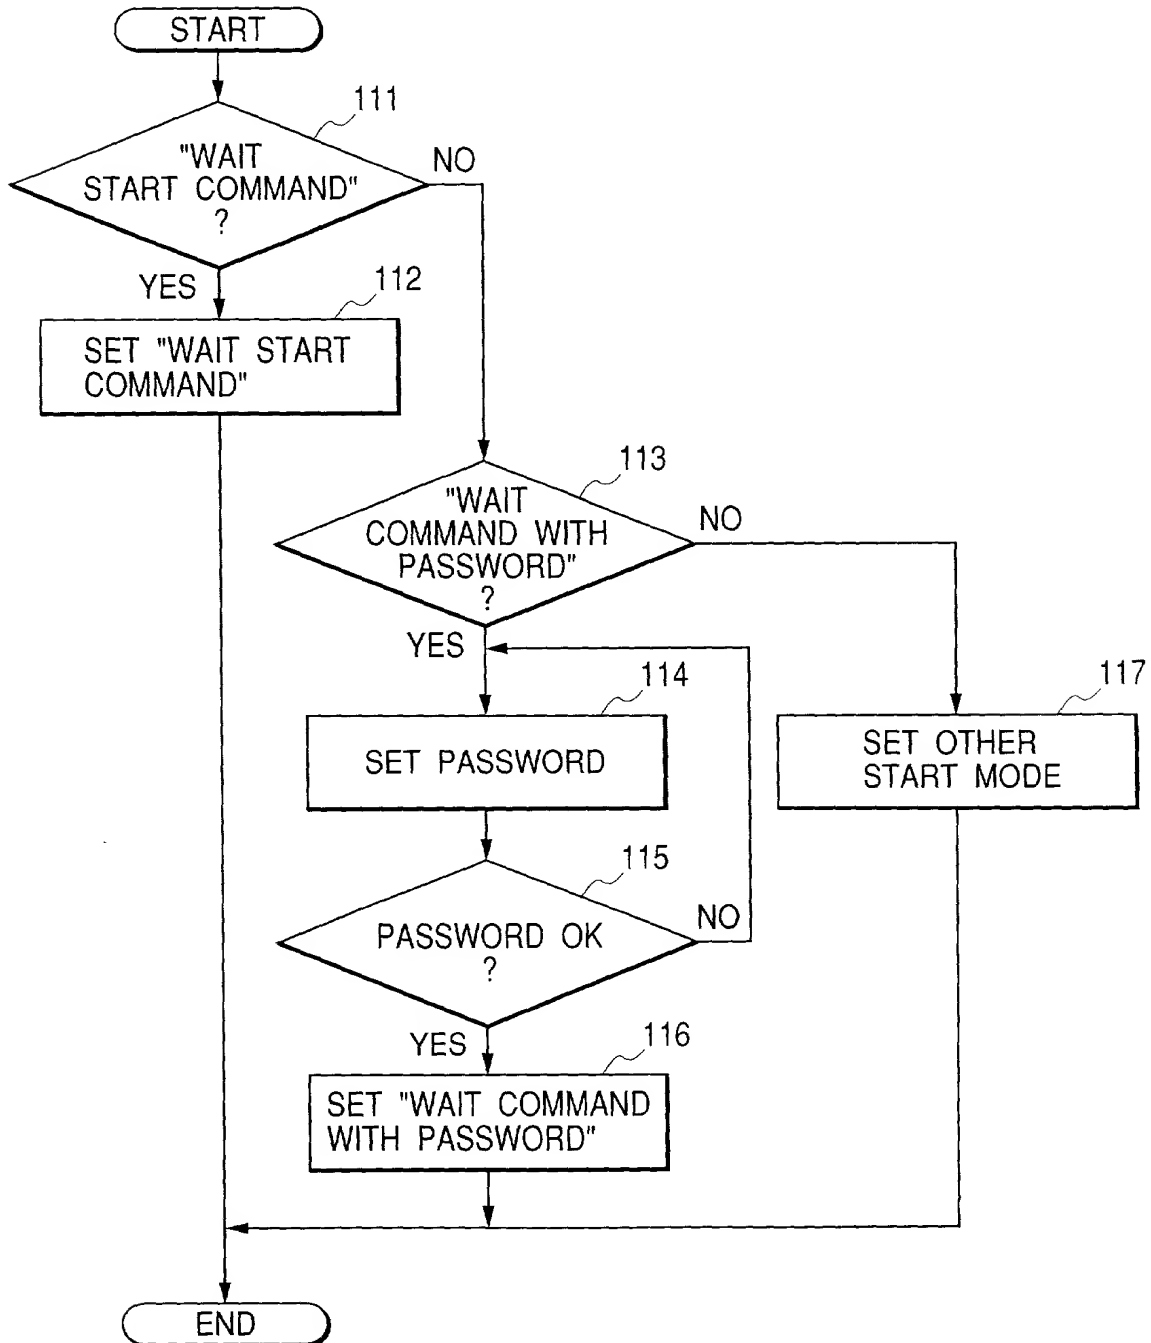 START
111
"WAIT
START COMMAND"
?
NO
YES
112
SET "WAIT START
COMMAND"
113
"WAIT
COMMAND WITH
PASSWORD"
?
NO
YES
114
SET PASSWORD
117
SET OTHER
START MODE
115
PASSWORD OK
?
NO
YES
116
SET "WAIT COMMAND
WITH PASSWORD"
END